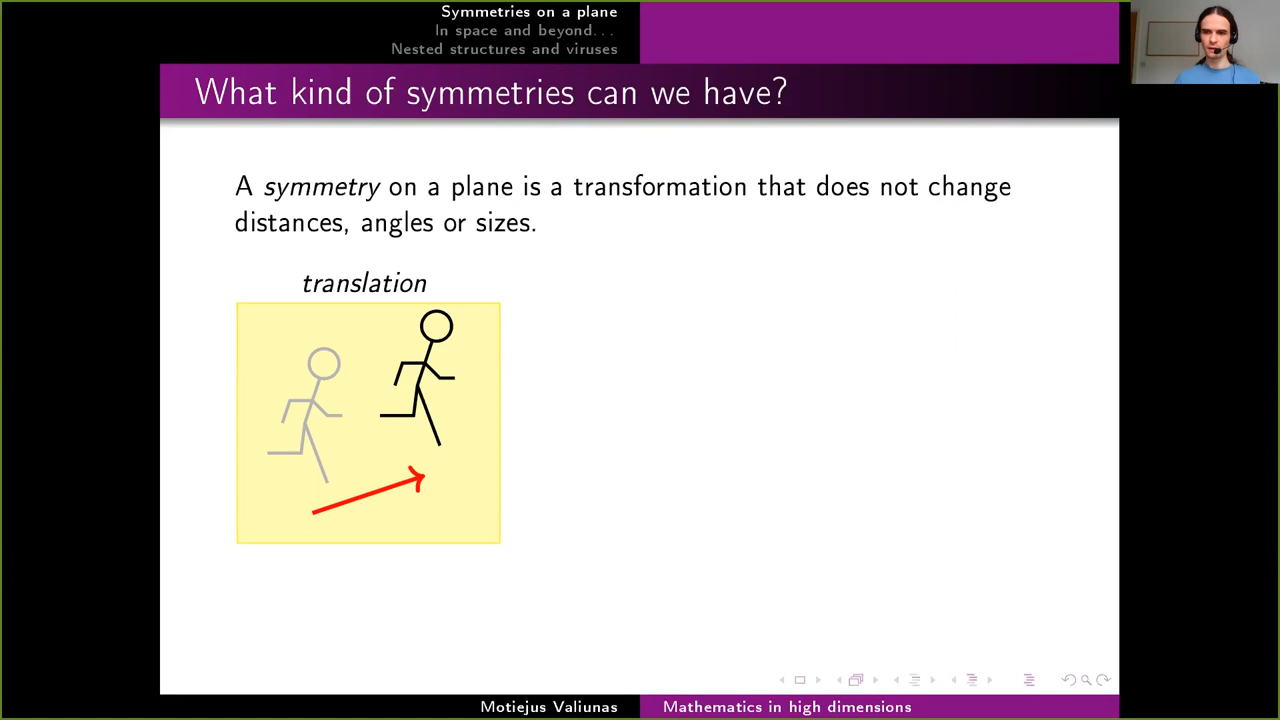 Symmetries on a plane
In space and beyond...
Nested structures and viruses
What kind of symmetries can we have?
A symmetry on a plane is a transformation that does not change
distances, angles or sizes.
translation
Motiejus Valiunas
Mathematics in high dimensions